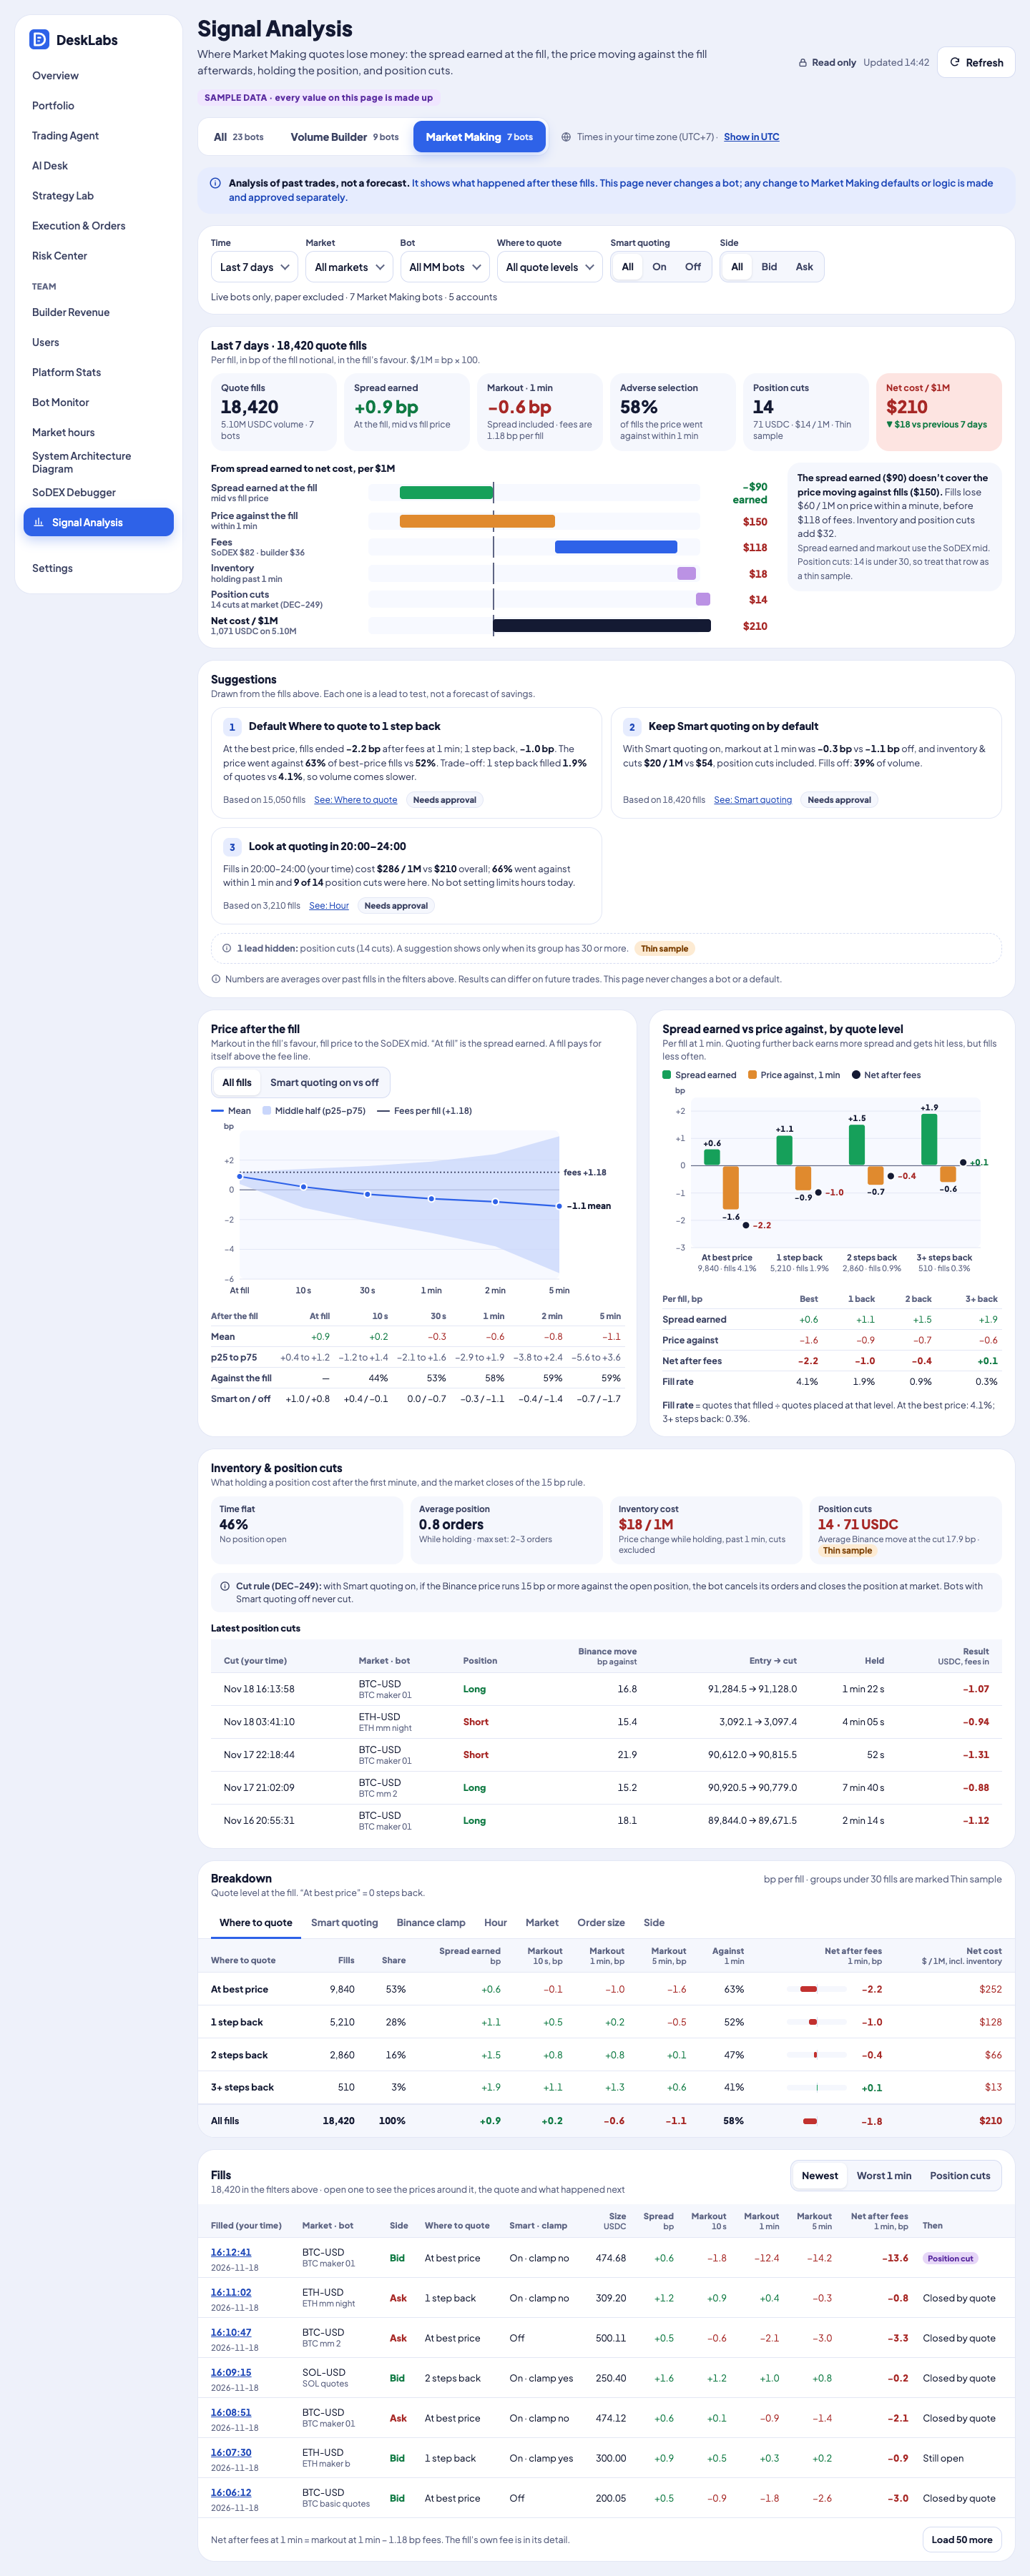 DeskLabs
Overview
Portfolio
Trading Agent
AI Desk
Strategy Lab
Execution & Orders
Risk Center
TEAM
Builder Revenue
Users
Platform Stats
Bot Monitor
Market hours
System Architecture
Diagram
SoDEX Debugger
Signal Analysis
Settings
Signal Analysis
Where Market Making quotes lose money: the spread earned at the fill, the price moving against the fill
afterwards, holding the position, and position cuts.
Read only Updated 14:42 Refresh
SAMPLE DATA · every value on this page is made up
All 23 bots Volume Builder 9 bots Market Making 7 bots Times in your time zone (UTC+7) · Show in UTC
Analysis of past trades, not a forecast. It shows what happened after these fills. This page never changes a bot; any change to Market Making defaults or logic is made
and approved separately.
Time Market Bot Where to quote Smart quoting Side
Last 7 days All markets All MM bots All quote levels All On Off All Bid Ask
Live bots only, paper excluded · 7 Market Making bots · 5 accounts
Last 7 days · 18,420 quote fills
Per fill, in bp of the fill notional, in the fill's favour. $/1M = bp × 100.
Quote fills
18,420
5.10M USDC volume · 7
bots
Spread earned
+0.9 bp
At the fill, mid vs fill price
Markout · 1 min
−0.6 bp
Spread included · fees are
1.18 bp per fill
Adverse selection
58%
of fills the price went
against within 1 min
Position cuts
14
71 USDC · $14 / 1M · Thin
sample
Net cost / $1M
$210
▼ $18 vs previous 7 days
From spread earned to net cost, per $1M
Spread earned at the fill
mid vs fill price
−$90
earned
Price against the fill
within 1 min
$150
Fees
SoDEX $82 · builder $36
$118
Inventory
holding past 1 min
$18
Position cuts
14 cuts at market (DEC-249)
$14
Net cost / $1M
1,071 USDC on 5.10M
$210
The spread earned ($90) doesn't cover the
price moving against fills ($150). Fills lose
$60 / 1M on price within a minute, before
$118 of fees. Inventory and position cuts
add $32.
Spread earned and markout use the SoDEX mid.
Position cuts: 14 is under 30, so treat that row as
a thin sample.
Suggestions
Drawn from the fills above. Each one is a lead to test, not a forecast of savings.
1 Default Where to quote to 1 step back
At the best price, fills ended −2.2 bp after fees at 1 min; 1 step back, −1.0 bp. The
price went against 63% of best-price fills vs 52%. Trade-off: 1 step back filled 1.9%
of quotes vs 4.1%, so volume comes slower.
Based on 15,050 fills See: Where to quote Needs approval
2 Keep Smart quoting on by default
With Smart quoting on, markout at 1 min was −0.3 bp vs −1.1 bp off, and inventory &
cuts $20 / 1M vs $54, position cuts included. Fills off: 39% of volume.
Based on 18,420 fills See: Smart quoting Needs approval
3 Look at quoting in 20:00–24:00
Fills in 20:00–24:00 (your time) cost $286 / 1M vs $210 overall; 66% went against
within 1 min and 9 of 14 position cuts were here. No bot setting limits hours today.
Based on 3,210 fills See: Hour Needs approval
1 lead hidden: position cuts (14 cuts). A suggestion shows only when its group has 30 or more. Thin sample
Numbers are averages over past fills in the filters above. Results can differ on future trades. This page never changes a bot or a default.
Price after the fill
Markout in the fill's favour, fill price to the SoDEX mid. "At fill" is the spread earned. A fill pays for
itself above the fee line.
All fills Smart quoting on vs off
Mean Middle half (p25–p75) Fees per fill (+1.18)
bp
+2
0
−2
−4
−6
fees +1.18
−1.1 mean
At fill 10 s 30 s 1 min 2 min 5 min
After the fill At fill 10 s 30 s 1 min 2 min 5 min
Mean +0.9 +0.2 −0.3 −0.6 −0.8 −1.1
p25 to p75 +0.4 to +1.2 −1.2 to +1.4 −2.1 to +1.6 −2.9 to +1.9 −3.8 to +2.4 −5.6 to +3.6
Against the fill — 44% 53% 58% 59% 59%
Smart on / off +1.0 / +0.8 +0.4 / −0.1 0.0 / −0.7 −0.3 / −1.1 −0.4 / −1.4 −0.7 / −1.7
Spread earned vs price against, by quote level
Per fill at 1 min. Quoting further back earns more spread and gets hit less, but fills
less often.
Spread earned Price against, 1 min Net after fees
bp
+2
+1
0
−1
−2
−3
+0.6 −1.6 −2.2
+1.1 −0.9 −1.0
+1.5 −0.7 −0.4
+1.9 −0.6 +0.1
At best price 1 step back 2 steps back 3+ steps back
9,840 · fills 4.1% 5,210 · fills 1.9% 2,860 · fills 0.9% 510 · fills 0.3%
Per fill, bp Best 1 back 2 back 3+ back
Spread earned +0.6 +1.1 +1.5 +1.9
Price against −1.6 −0.9 −0.7 −0.6
Net after fees −2.2 −1.0 −0.4 +0.1
Fill rate 4.1% 1.9% 0.9% 0.3%
Fill rate = quotes that filled ÷ quotes placed at that level. At the best price: 4.1%;
3+ steps back: 0.3%.
Inventory & position cuts
What holding a position cost after the first minute, and the market closes of the 15 bp rule.
Time flat
46%
No position open
Average position
0.8 orders
While holding · max set: 2–3 orders
Inventory cost
$18 / 1M
Price change while holding, past 1 min, cuts
excluded
Position cuts
14 · 71 USDC
Average Binance move at the cut 17.9 bp ·
Thin sample
Cut rule (DEC-249): with Smart quoting on, if the Binance price runs 15 bp or more against the open position, the bot cancels its orders and closes the position at market. Bots with
Smart quoting off never cut.
Latest position cuts
Cut (your time) Market · bot Position Binance move bp against Entry → cut Held Result USDC, fees in
Nov 18 16:13:58 BTC-USD BTC maker 01 Long 16.8 91,284.5 → 91,128.0 1 min 22 s −1.07
Nov 18 03:41:10 ETH-USD ETH mm night Short 15.4 3,092.1 → 3,097.4 4 min 05 s −0.94
Nov 17 22:18:44 BTC-USD BTC maker 01 Short 21.9 90,612.0 → 90,815.5 52 s −1.31
Nov 17 21:02:09 BTC-USD BTC mm 2 Long 15.2 90,920.5 → 90,779.0 7 min 40 s −0.88
Nov 16 20:55:31 BTC-USD BTC maker 01 Long 18.1 89,844.0 → 89,671.5 2 min 14 s −1.12
Breakdown
Quote level at the fill. "At best price" = 0 steps back.
bp per fill · groups under 30 fills are marked Thin sample
Where to quote Smart quoting Binance clamp Hour Market Order size Side
Where to quote Fills Share Spread earned bp Markout 10 s, bp Markout 1 min, bp Markout 5 min, bp Against 1 min Net after fees 1 min, bp Net cost $ / 1M, incl. inventory
At best price 9,840 53% +0.6 −0.1 −1.0 −1.6 63% −2.2 $252
1 step back 5,210 28% +1.1 +0.5 +0.2 −0.5 52% −1.0 $128
2 steps back 2,860 16% +1.5 +0.8 +0.8 +0.1 47% −0.4 $66
3+ steps back 510 3% +1.9 +1.1 +1.3 +0.6 41% +0.1 $13
All fills 18,420 100% +0.9 +0.2 −0.6 −1.1 58% −1.8 $210
Fills
18,420 in the filters above · open one to see the prices around it, the quote and what happened next
Newest Worst 1 min Position cuts
Filled (your time) Market · bot Side Where to quote Smart · clamp Size USDC Spread bp Markout 10 s Markout 1 min Markout 5 min Net after fees 1 min, bp Then
16:12:41 2026-11-18 BTC-USD BTC maker 01 Bid At best price On · clamp no 474.68 +0.6 −1.8 −12.4 −14.2 −13.6 Position cut
16:11:02 2026-11-18 ETH-USD ETH mm night Ask 1 step back On · clamp no 309.20 +1.2 +0.9 +0.4 −0.3 −0.8 Closed by quote
16:10:47 2026-11-18 BTC-USD BTC mm 2 Ask At best price Off 500.11 +0.5 −0.6 −2.1 −3.0 −3.3 Closed by quote
16:09:15 2026-11-18 SOL-USD SOL quotes Bid 2 steps back On · clamp yes 250.40 +1.6 +1.2 +1.0 +0.8 −0.2 Closed by quote
16:08:51 2026-11-18 BTC-USD BTC maker 01 Ask At best price On · clamp no 474.12 +0.6 +0.1 −0.9 −1.4 −2.1 Closed by quote
16:07:30 2026-11-18 ETH-USD ETH maker b Bid 1 step back On · clamp yes 300.00 +0.9 +0.5 +0.3 +0.2 −0.9 Still open
16:06:12 2026-11-18 BTC-USD BTC basic quotes Bid At best price Off 200.05 +0.5 −0.9 −1.8 −2.6 −3.0 Closed by quote
Net after fees at 1 min = markout at 1 min − 1.18 bp fees. The fill's own fee is in its detail.
Load 50 more